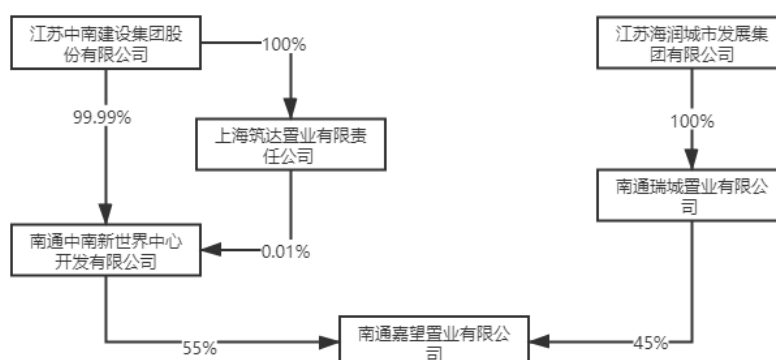 江苏中南建设集团股
份有限公司
100%
江苏海润城市发展集
团有限公司
99.99%
上海筑达置业有限责
任公司
100%
南通瑞城置业有限公
司
南通中南新世界中心
开发有限公司
0.01%
55%
南通嘉望置业有限公
司
45%